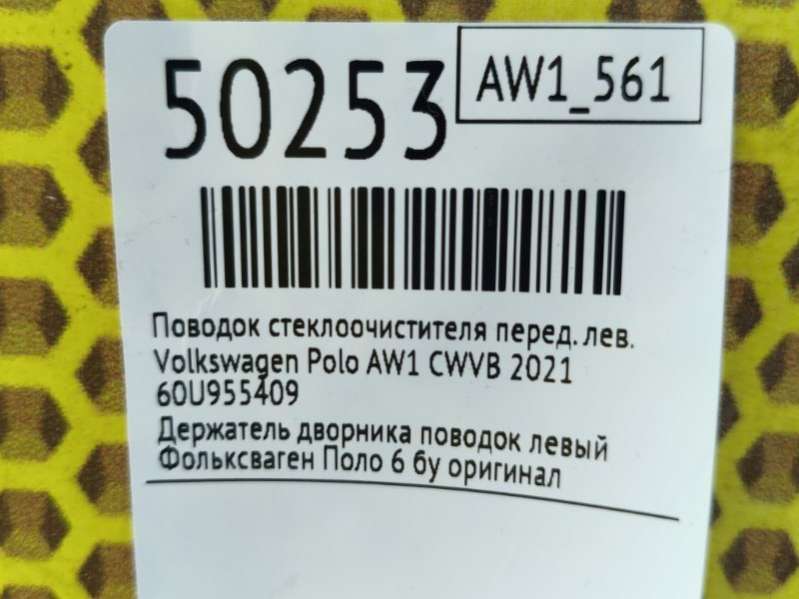 50253
AW1_561
Поводок стеклоочистителя перед. лев.
Volkswagen Polo AW1 CWVB 2021
60U955409
Держатель дворника поводок левый
Фольксваген Поло 6 бу оригинал